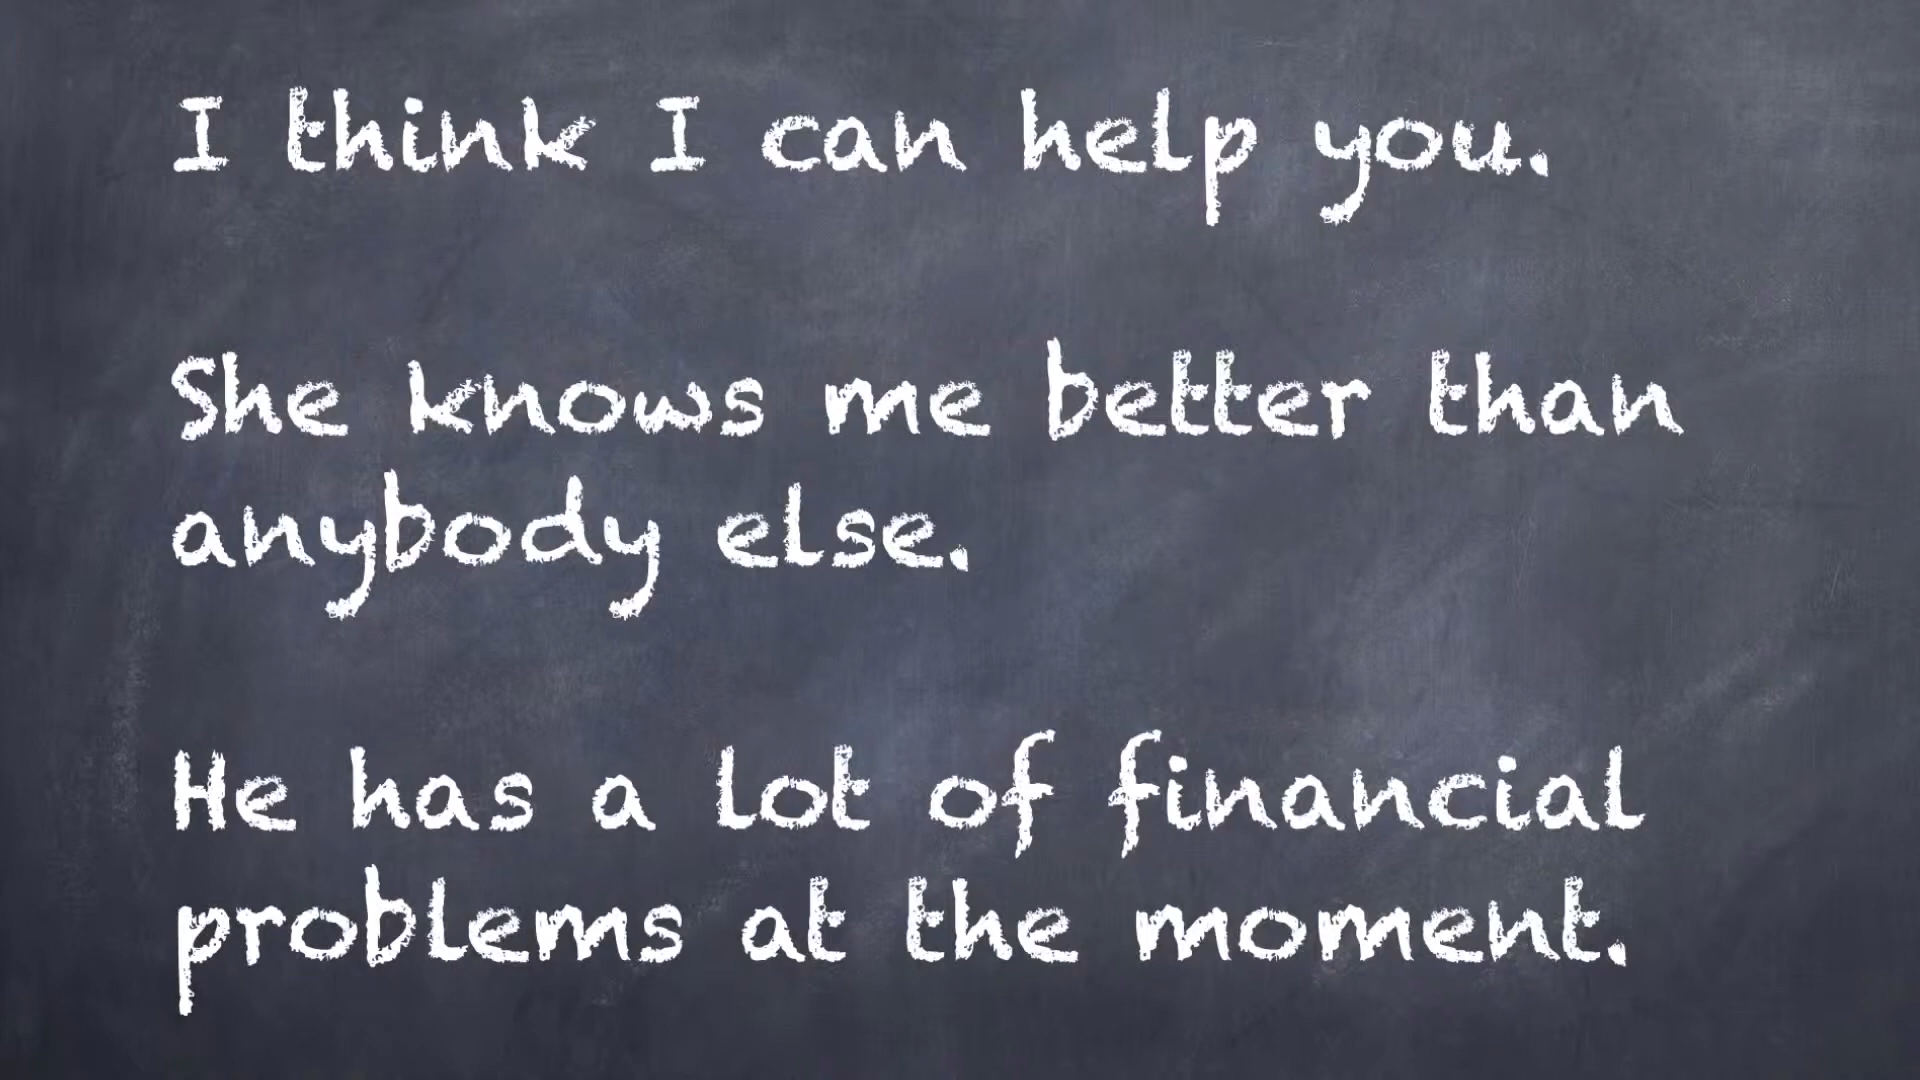 I think I can help you.
She knows me better than
anybody else.
He has a lot of financial
problems at the moment.